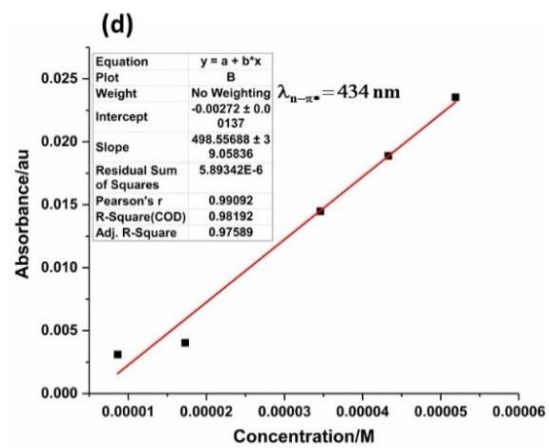 (d)
Equation y = a + b*x
Plot B
Weight No Weighting
Intercept -0.00272 ± 0.0
0137
Slope 498.55688 ± 3
9.05836
Residual Sum
of Squares 5.89342E-6
Pearson's r 0.99092
R-Square(COD) 0.98192
Adj. R-Square 0.97589
λn−π* = 434 nm
Absorbance/au
0.025
0.020
0.015
0.010
0.005
0.000
0.00001 0.00002 0.00003 0.00004 0.00005 0.00006
Concentration/M